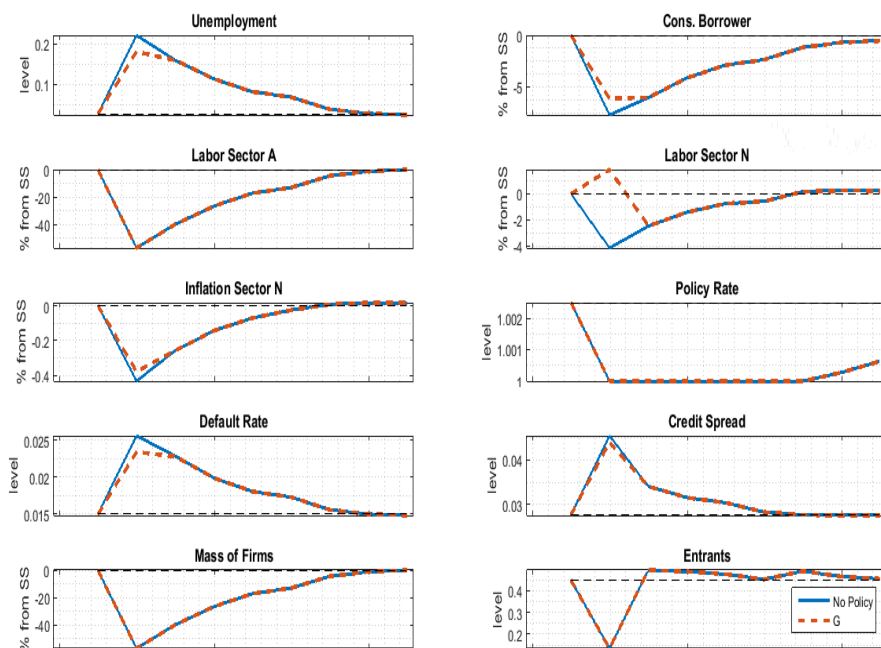 Unemployment
level
0.2
0.1
Cons. Borrower
% from SS
0
-5
Labor Sector A
% from SS
0
-20
-40
Labor Sector N
% from SS
0
-2
-4
Inflation Sector N
% from SS
0
-0.2
-0.4
Policy Rate
level
1.002
1.001
1
Default Rate
level
0.025
0.02
0.015
Credit Spread
level
0.04
0.03
Mass of Firms
% from SS
0
-20
-40
Entrants
level
0.4
0.3
0.2
No Policy
G